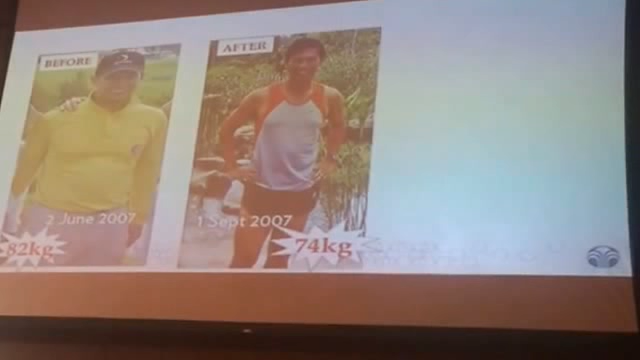 BEFORE
AFTER
2 June 2007
1 Sept 2007
82kg
74kg